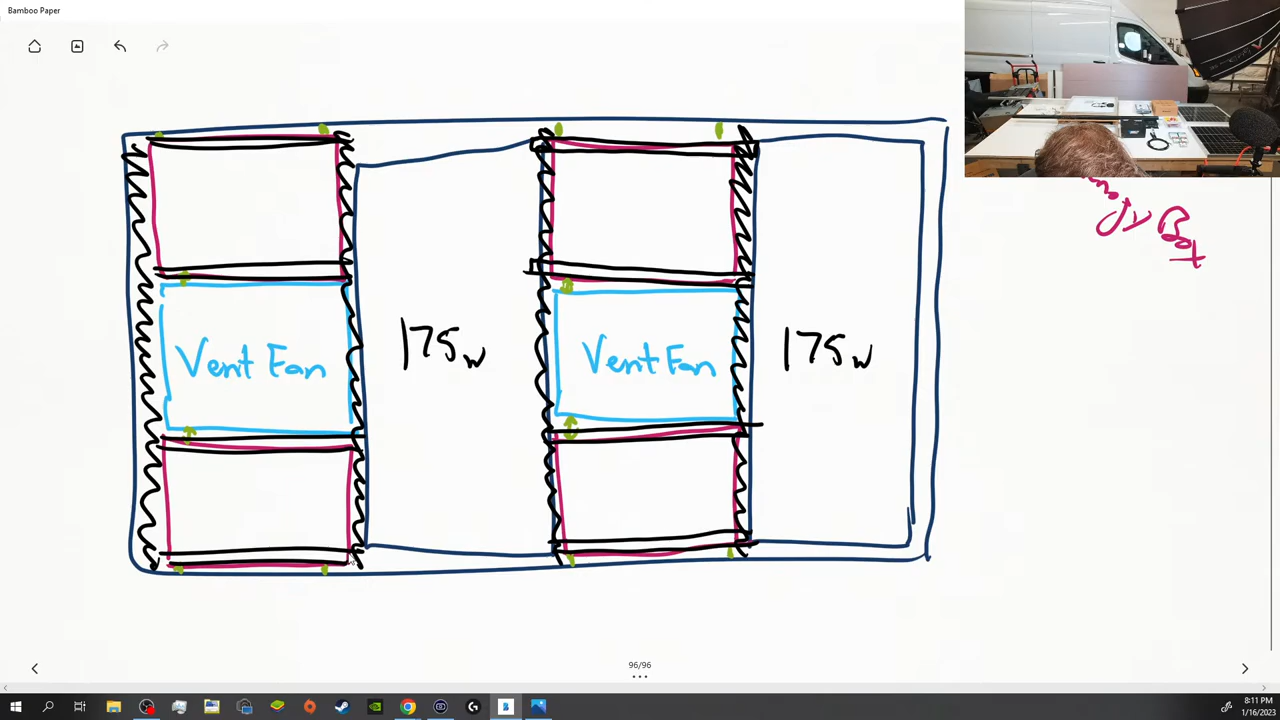 Bamboo Paper
Vent Fan
175w
Vent Fan
175w
96/96
8:11 PM
1/16/2023